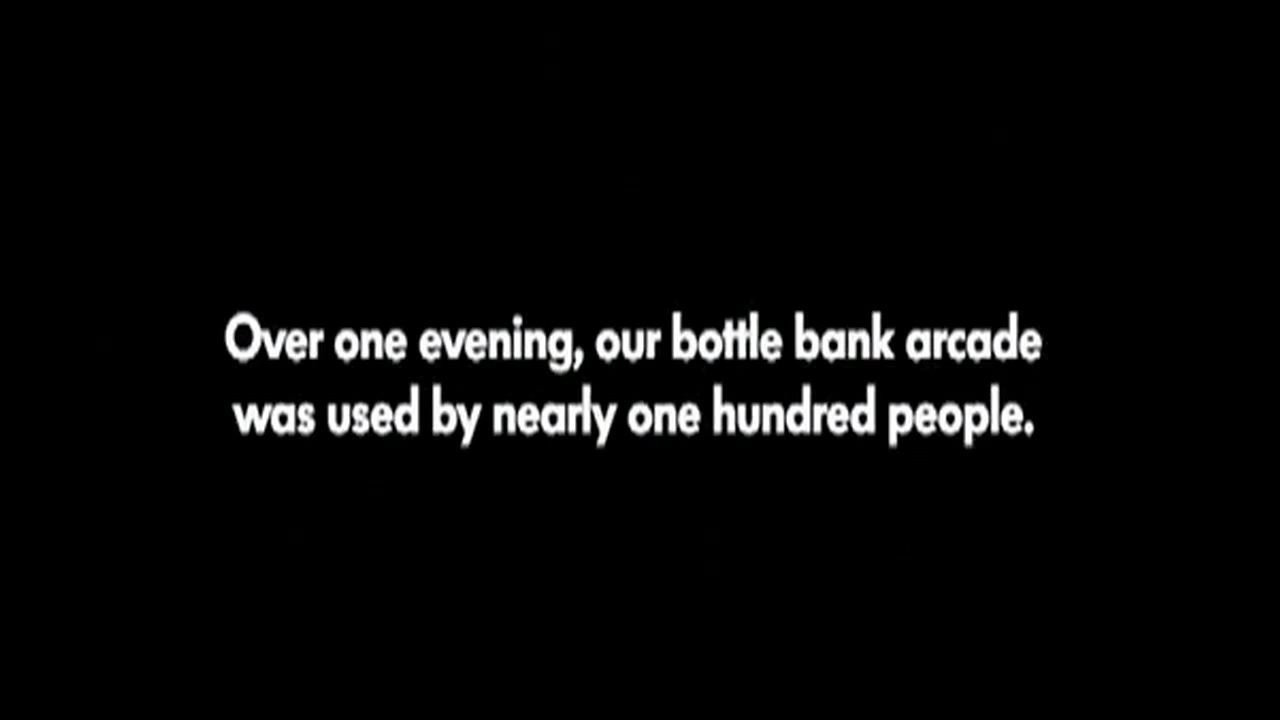 Over one evening, our bottle bank arcade
was used by nearly one hundred people.